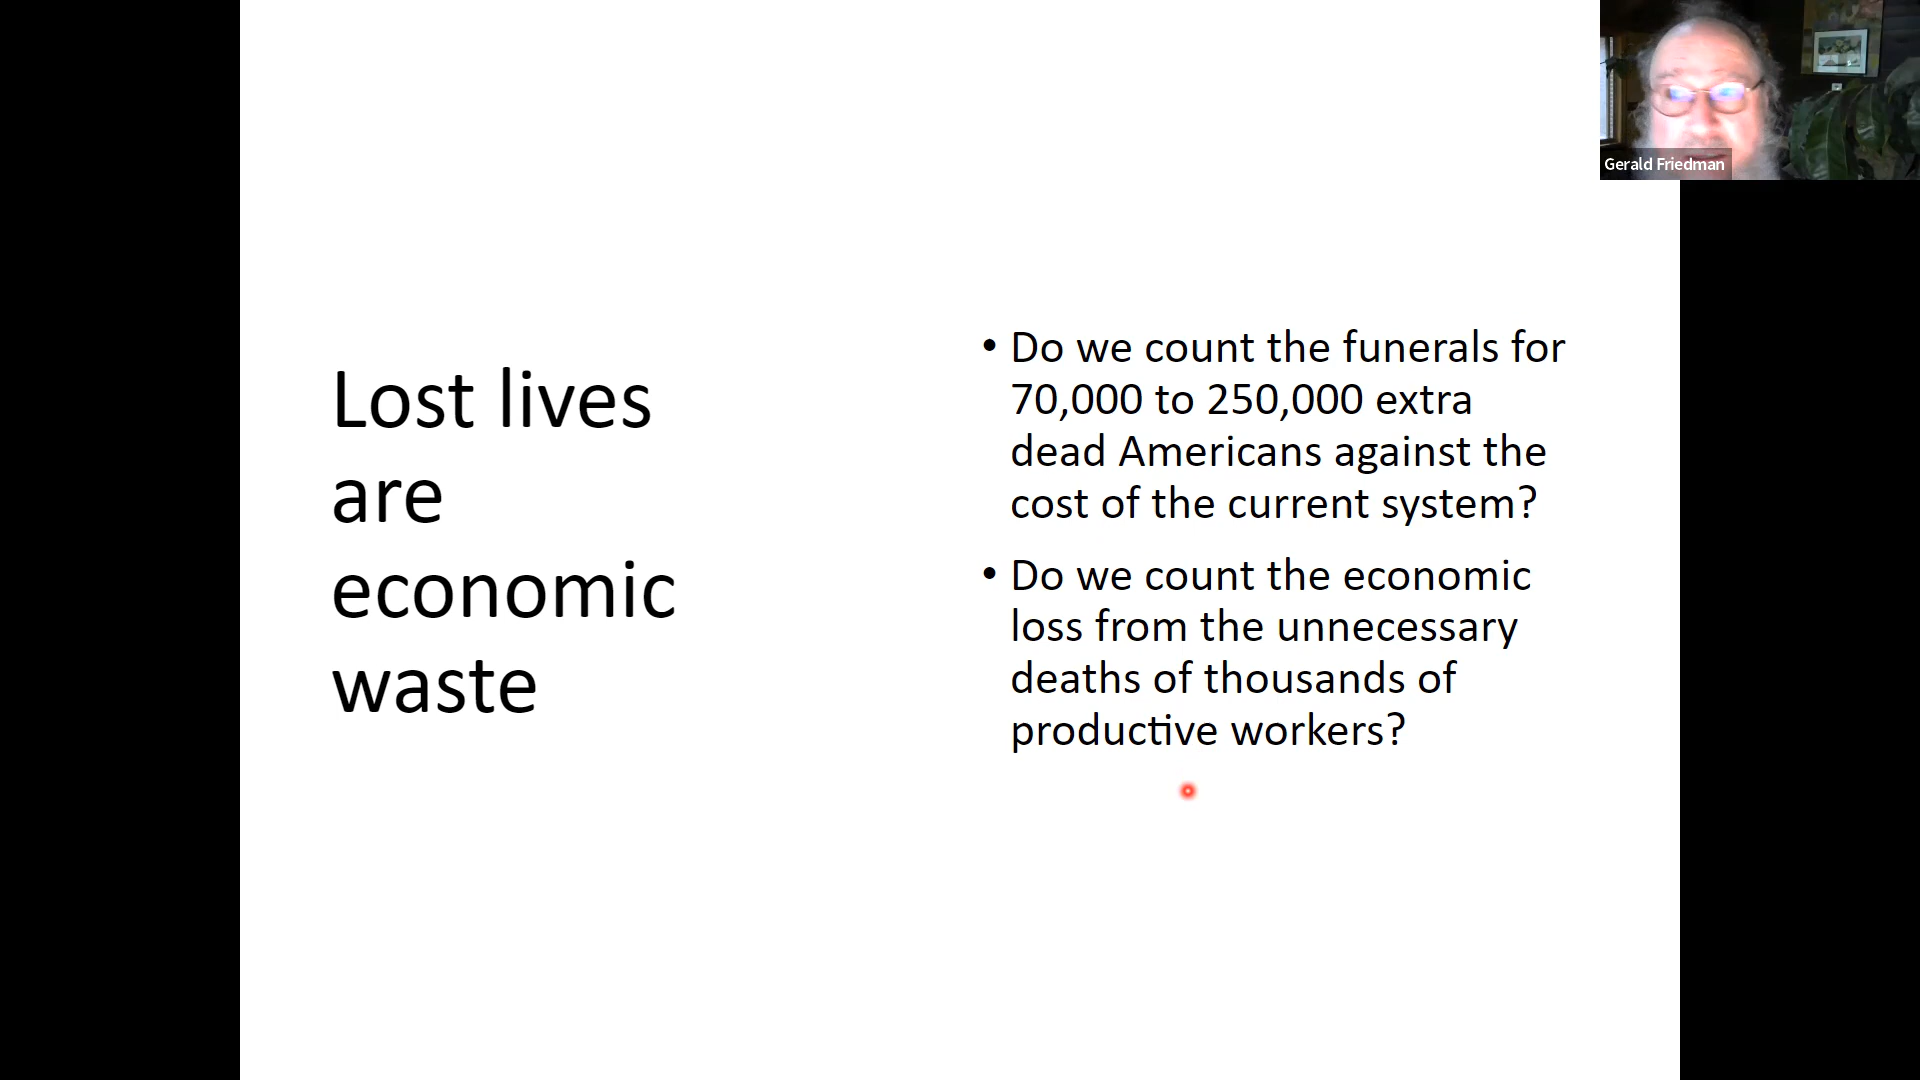 Gerald Friedman
Lost lives
are
economic
waste
• Do we count the funerals for
70,000 to 250,000 extra
dead Americans against the
cost of the current system?
• Do we count the economic
loss from the unnecessary
deaths of thousands of
productive workers?